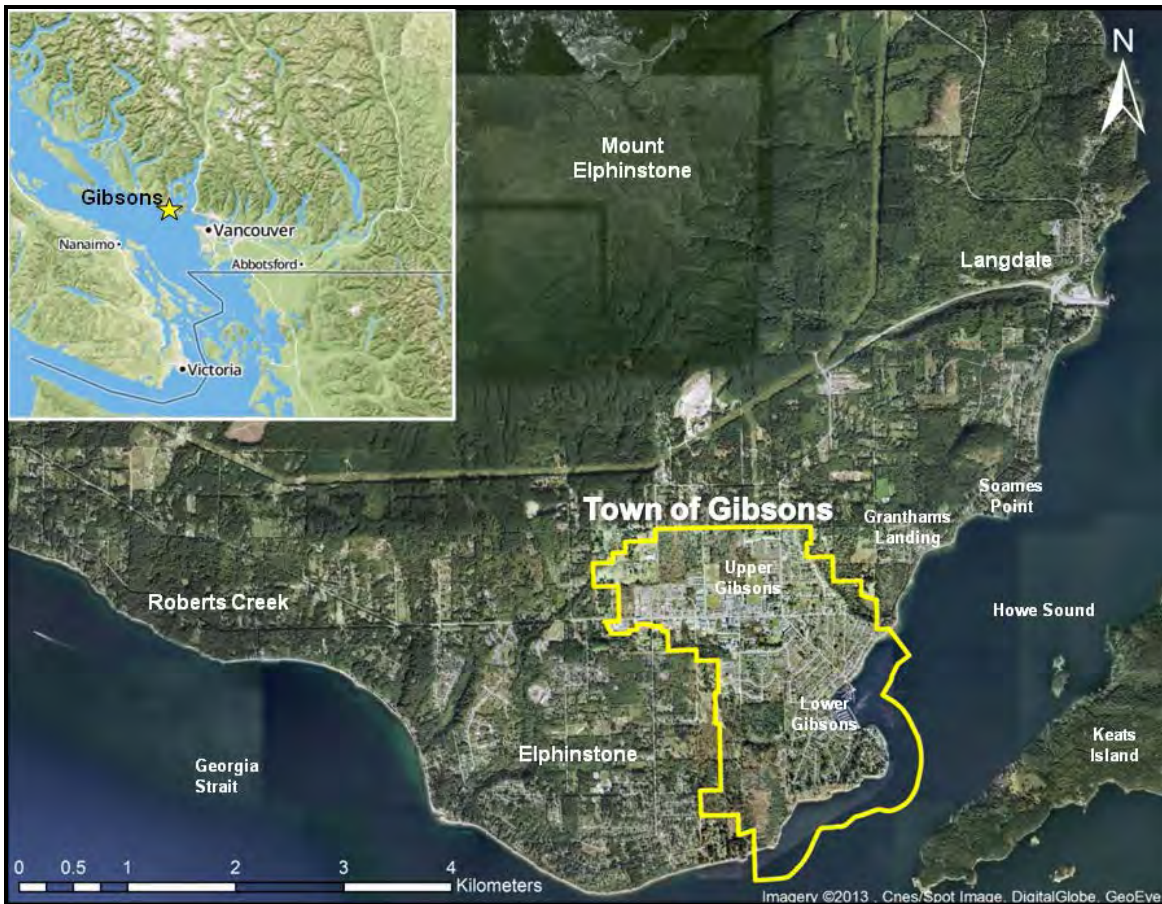 N
Mount
Elphinstone
Gibsons
Vancouver
Nanaimo
Abbotsford
Victoria
Langdale
Soames
Point
Town of Gibsons
Granthams
Landing
Upper
Gibsons
Roberts Creek
Howe Sound
Lower
Gibsons
Keats
Island
Elphinstone
Georgia
Strait
0 0.5 1 2 3 4
Kilometers
Imagery ©2013 , Cnes/Spot Image, DigitalGlobe, GeoEye